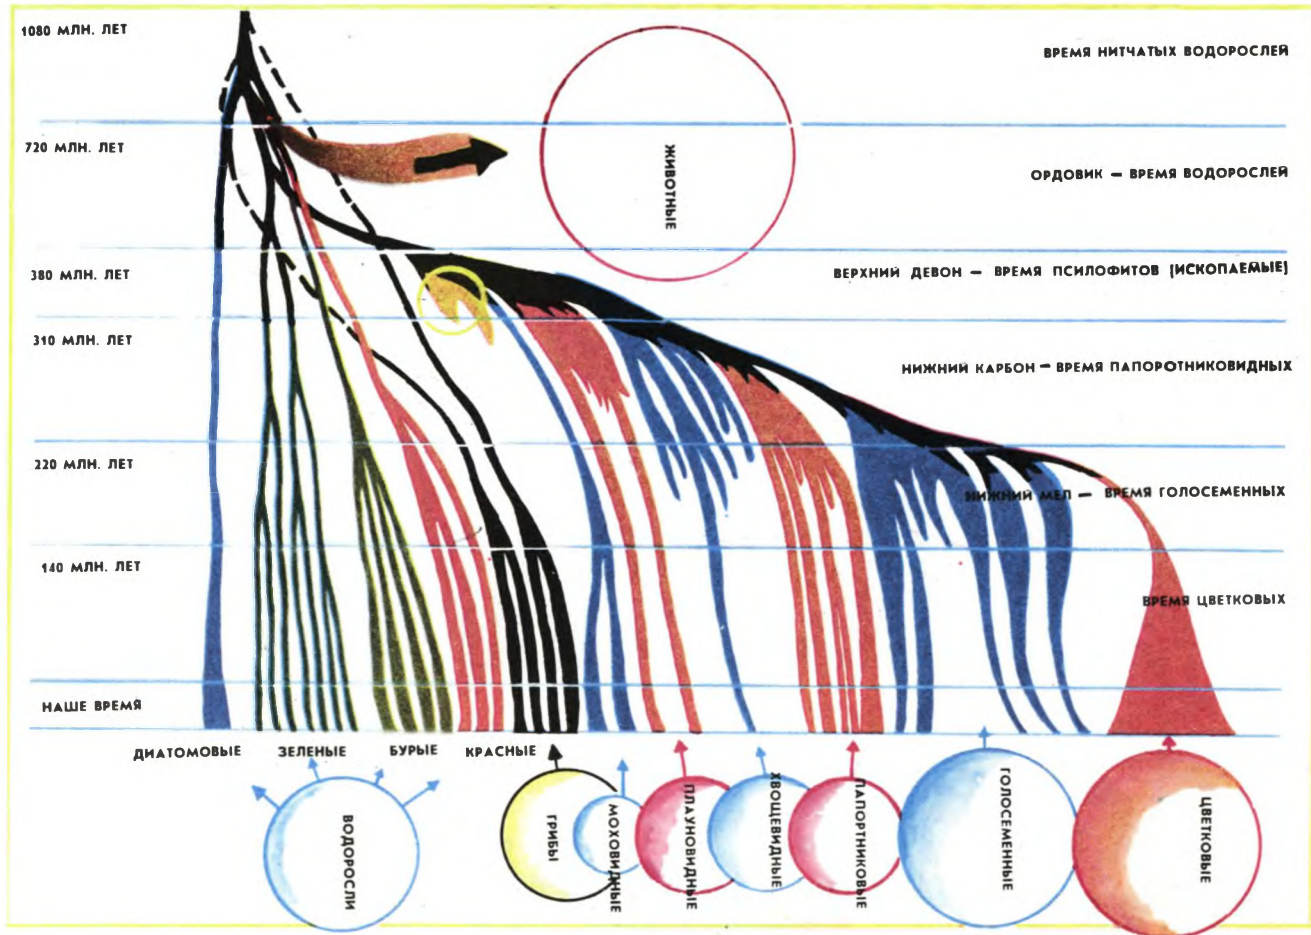 1080 МЛН. ЛЕТ
ВРЕМЯ НИТЧАТЫХ ВОДОРОСЛЕЙ
720 МЛН. ЛЕТ
ЖИВОТНЫЕ
ОРДОВИК — ВРЕМЯ ВОДОРОСЛЕЙ
380 МЛН. ЛЕТ
ВЕРХНИЙ ДЕВОН — ВРЕМЯ ПСИЛОФИТОВ (ИСКОПАЕМЫЕ)
310 МЛН. ЛЕТ
НИЖНИЙ КАРБОН — ВРЕМЯ ПАПОРОТНИКОВИДНЫХ
220 МЛН. ЛЕТ
НИЖНИЙ МЕЛ — ВРЕМЯ ГОЛОСЕМЕННЫХ
140 МЛН. ЛЕТ
ВРЕМЯ ЦВЕТКОВЫХ
НАШЕ ВРЕМЯ
ДИАТОМОВЫЕ ЗЕЛЕНЫЕ БУРЫЕ КРАСНЫЕ
ВОДОРОСЛИ
ГРИБЫ
МОХОВИДНЫЕ
ПЛАУНОВИДНЫЕ
ХВОЩЕВИДНЫЕ
ПАПОРТНИКОВЫЕ
ГОЛОСЕМЕННЫЕ
ЦВЕТКОВЫЕ